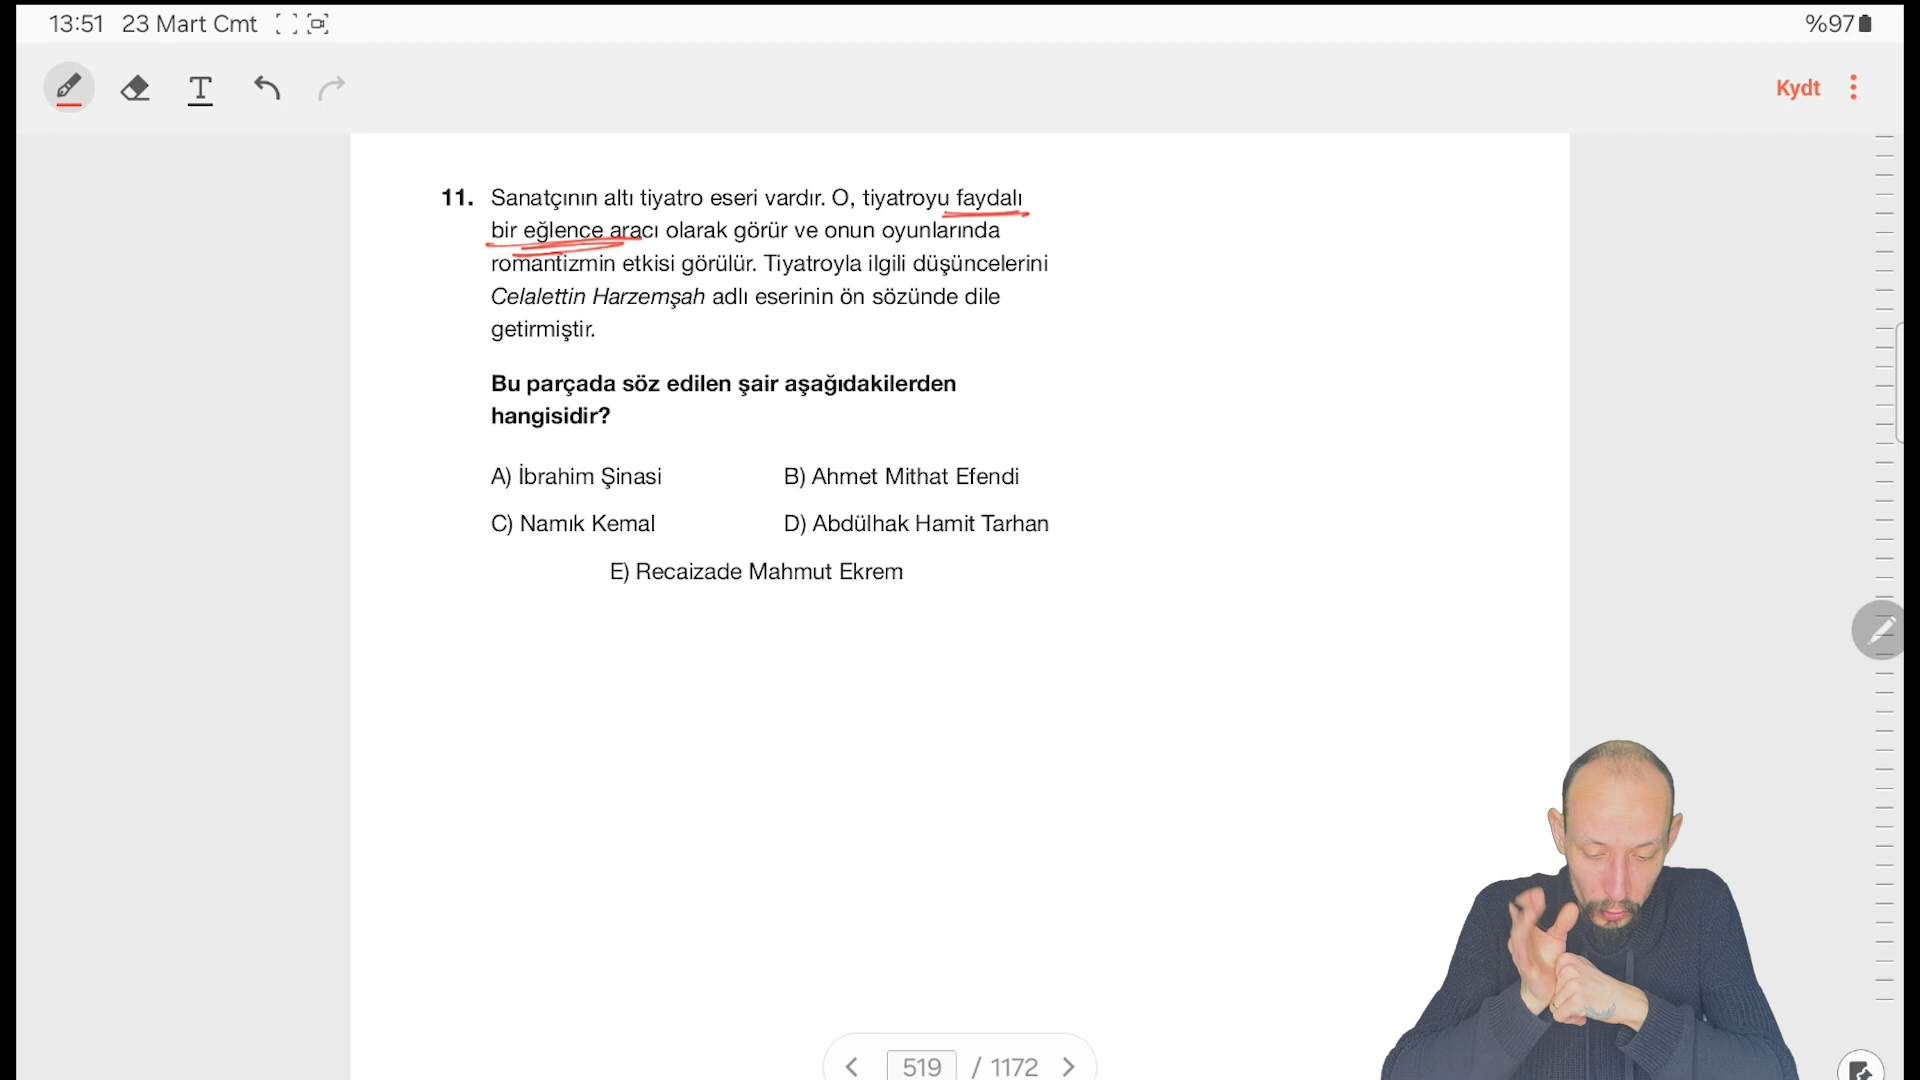 13:51 23 Mart Cmt
%97
T
Kydt
11. Sanatçının altı tiyatro eseri vardır. O, tiyatroyu faydalı
bir eğlence aracı olarak görür ve onun oyunlarında
romantizmin etkisi görülür. Tiyatroyla ilgili düşüncelerini
Celalettin Harzemşah adlı eserinin ön sözünde dile
getirmiştir.
Bu parçada söz edilen şair aşağıdakilerden
hangisidir?
A) İbrahim Şinasi B) Ahmet Mithat Efendi
C) Namık Kemal D) Abdülhak Hamit Tarhan
E) Recaizade Mahmut Ekrem
519 / 1172